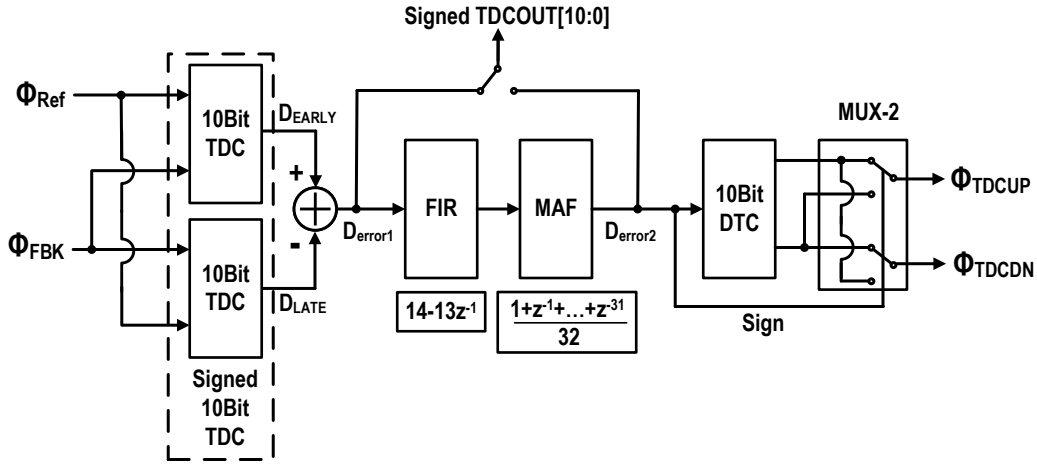 Signed TDCOUT[10:0]
ΦRef
ΦFBK
10Bit
TDC
10Bit
TDC
Signed
10Bit
TDC
DEARLY
DLATE
+
-
Derror1
FIR
14-13z-1
MAF
1+z-1+...+z-31
32
Derror2
10Bit
DTC
Sign
MUX-2
ΦTDCUP
ΦTDCDN